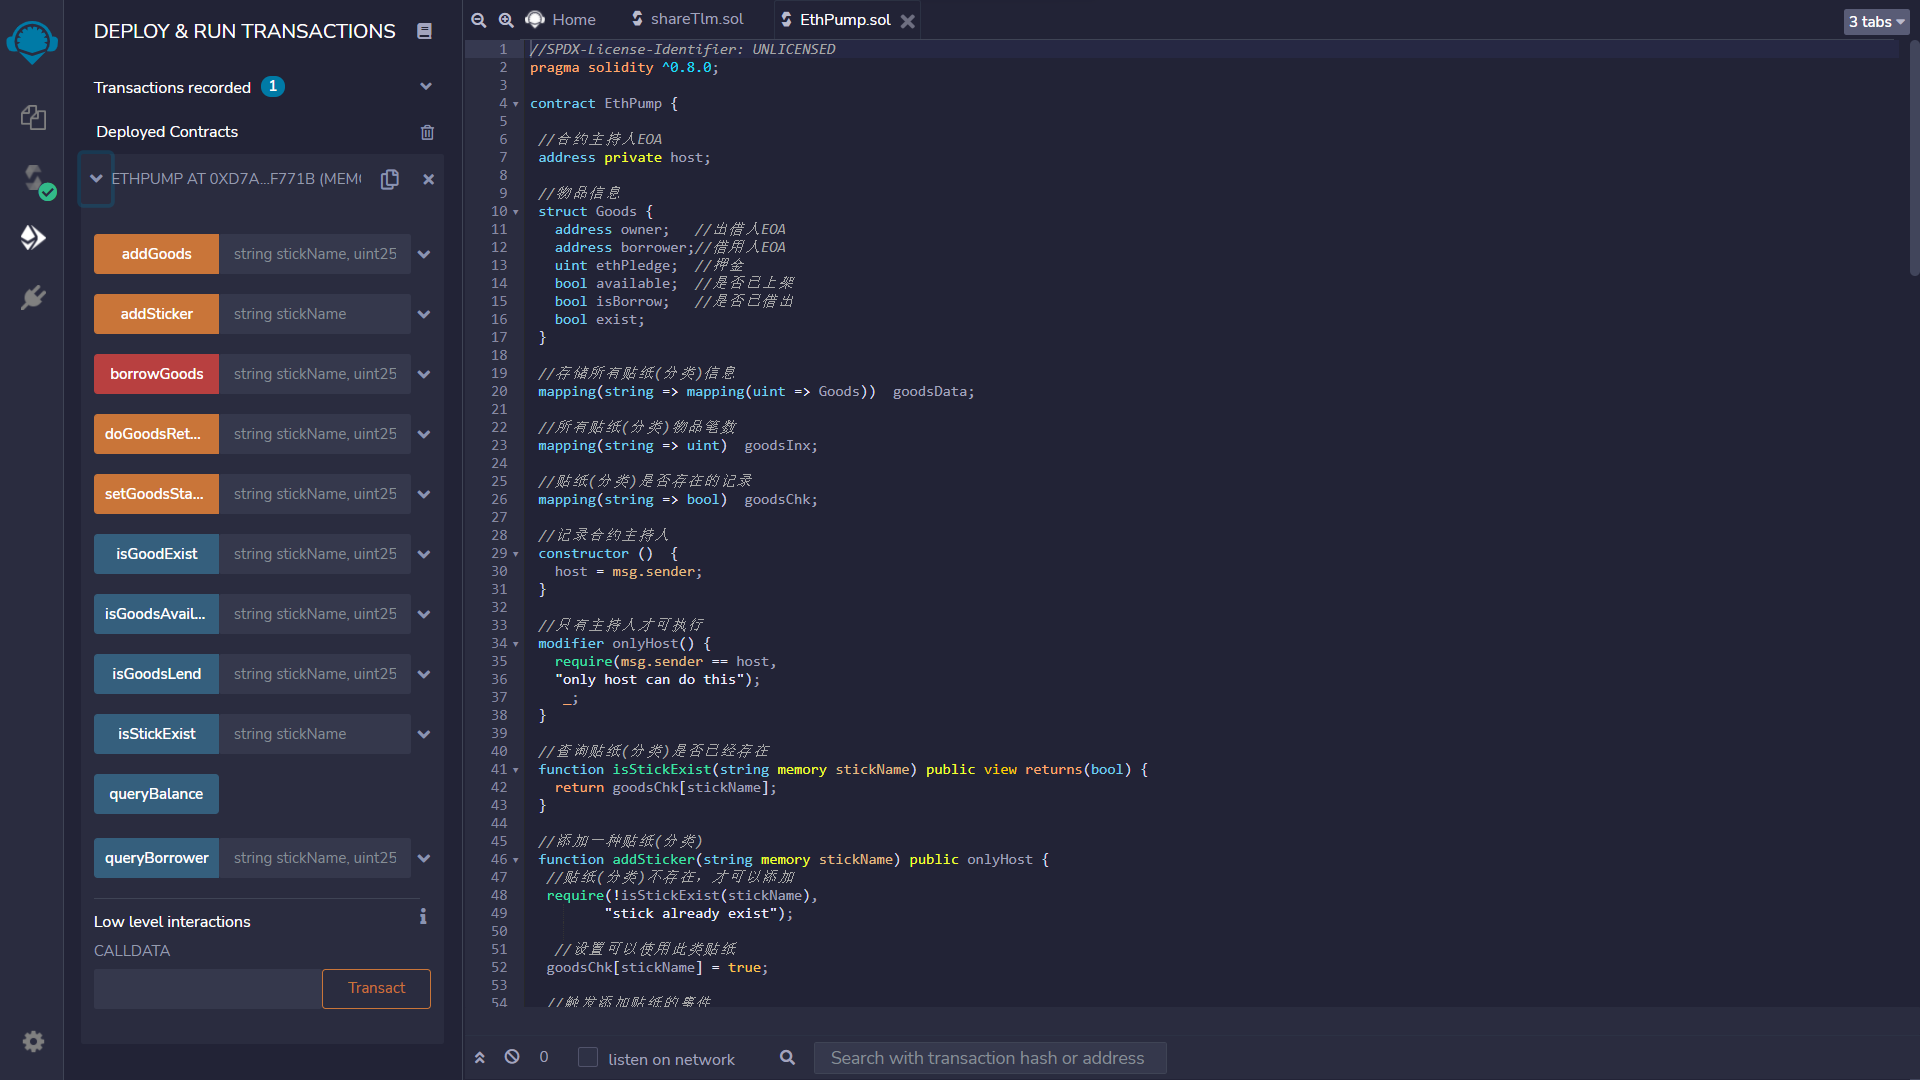 DEPLOY & RUN TRANSACTIONS
Transactions recorded 1
Deployed Contracts
ETHPUMP AT 0XD7A...F771B (MEMO
addGoods string stickName, uint25
addSticker string stickName
borrowGoods string stickName, uint25
doGoodsRet... string stickName, uint25
setGoodsSta... string stickName, uint25
isGoodExist string stickName, uint25
isGoodsAvail... string stickName, uint25
isGoodsLend string stickName, uint25
isStickExist string stickName
queryBalance
queryBorrower string stickName, uint25
Low level interactions
CALLDATA
Transact
Home shareTlm.sol EthPump.sol 3 tabs
1 //SPDX-License-Identifier: UNLICENSED
2 pragma solidity ^0.8.0;
3
4 contract EthPump {
5
6 //合约主持人EOA
7 address private host;
8
9 //物品信息
10 struct Goods {
11 address owner; //出借人EOA
12 address borrower;//借用人EOA
13 uint ethPledge; //押金
14 bool available; //是否已上架
15 bool isBorrow; //是否已借出
16 bool exist;
17 }
18
19 //存储所有贴纸(分类)信息
20 mapping(string => mapping(uint => Goods)) goodsData;
21
22 //所有贴纸(分类)物品笔数
23 mapping(string => uint) goodsInx;
24
25 //贴纸(分类)是否存在的记录
26 mapping(string => bool) goodsChk;
27
28 //记录合约主持人
29 constructor () {
30 host = msg.sender;
31 }
32
33 //只有主持人才可执行
34 modifier onlyHost() {
35 require(msg.sender == host,
36 "only host can do this");
37 _;
38 }
39
40 //查询贴纸(分类)是否已经存在
41 function isStickExist(string memory stickName) public view returns(bool) {
42 return goodsChk[stickName];
43 }
44
45 //添加一种贴纸(分类)
46 function addSticker(string memory stickName) public onlyHost {
47 //贴纸(分类)不存在，才可以添加
48 require(!isStickExist(stickName),
49 "stick already exist");
50
51 //设置可以使用此类贴纸
52 goodsChk[stickName] = true;
53
54 //触发添加贴纸的事件
0 listen on network Search with transaction hash or address